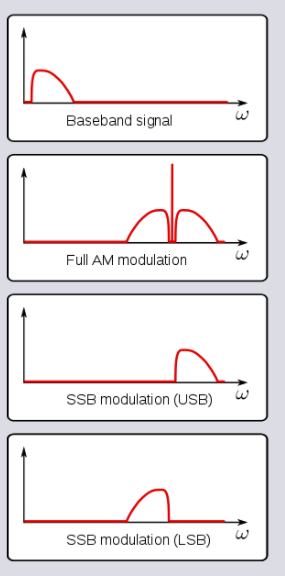 ω
Baseband signal
ω
Full AM modulation
ω
SSB modulation (USB)
ω
SSB modulation (LSB)